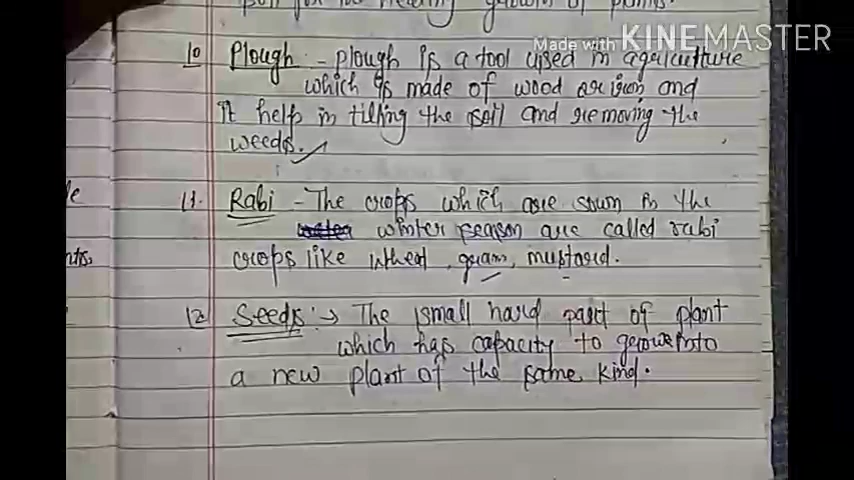 growth of plants.
Made with KINEMASTER
10 Plough - plough is a tool used in agriculture
which is made of wood or iron and
it help in tilling the soil and removing the
weeds.
11. Rabi - The crops which are sown in the
winter season are called rabi
crops like wheat, gram, mustard.
12. Seeds :→ The small hard part of plant
which has capacity to grow into
a new plant of the same kind.